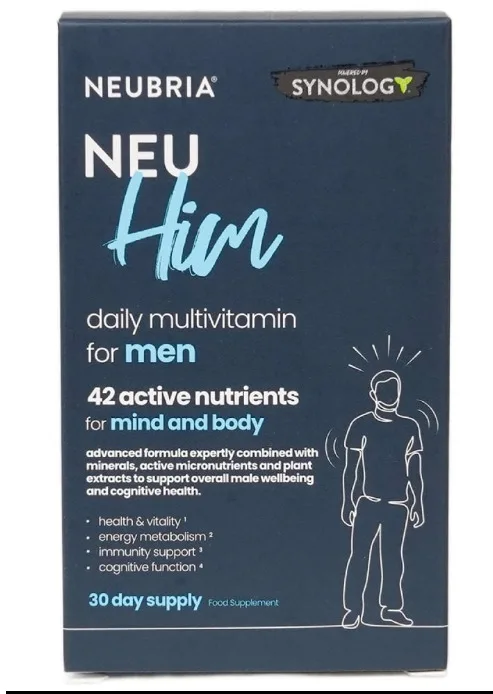 NEUBRIA®
POWERED BY
SYNOLOGY
NEU
Him
daily multivitamin
for men
42 active nutrients
for mind and body
advanced formula expertly combined with
minerals, active micronutrients and plant
extracts to support overall male wellbeing
and cognitive health.
• health & vitality ¹
• energy metabolism ²
• immunity support ³
• cognitive function ⁴
30 day supply Food Supplement